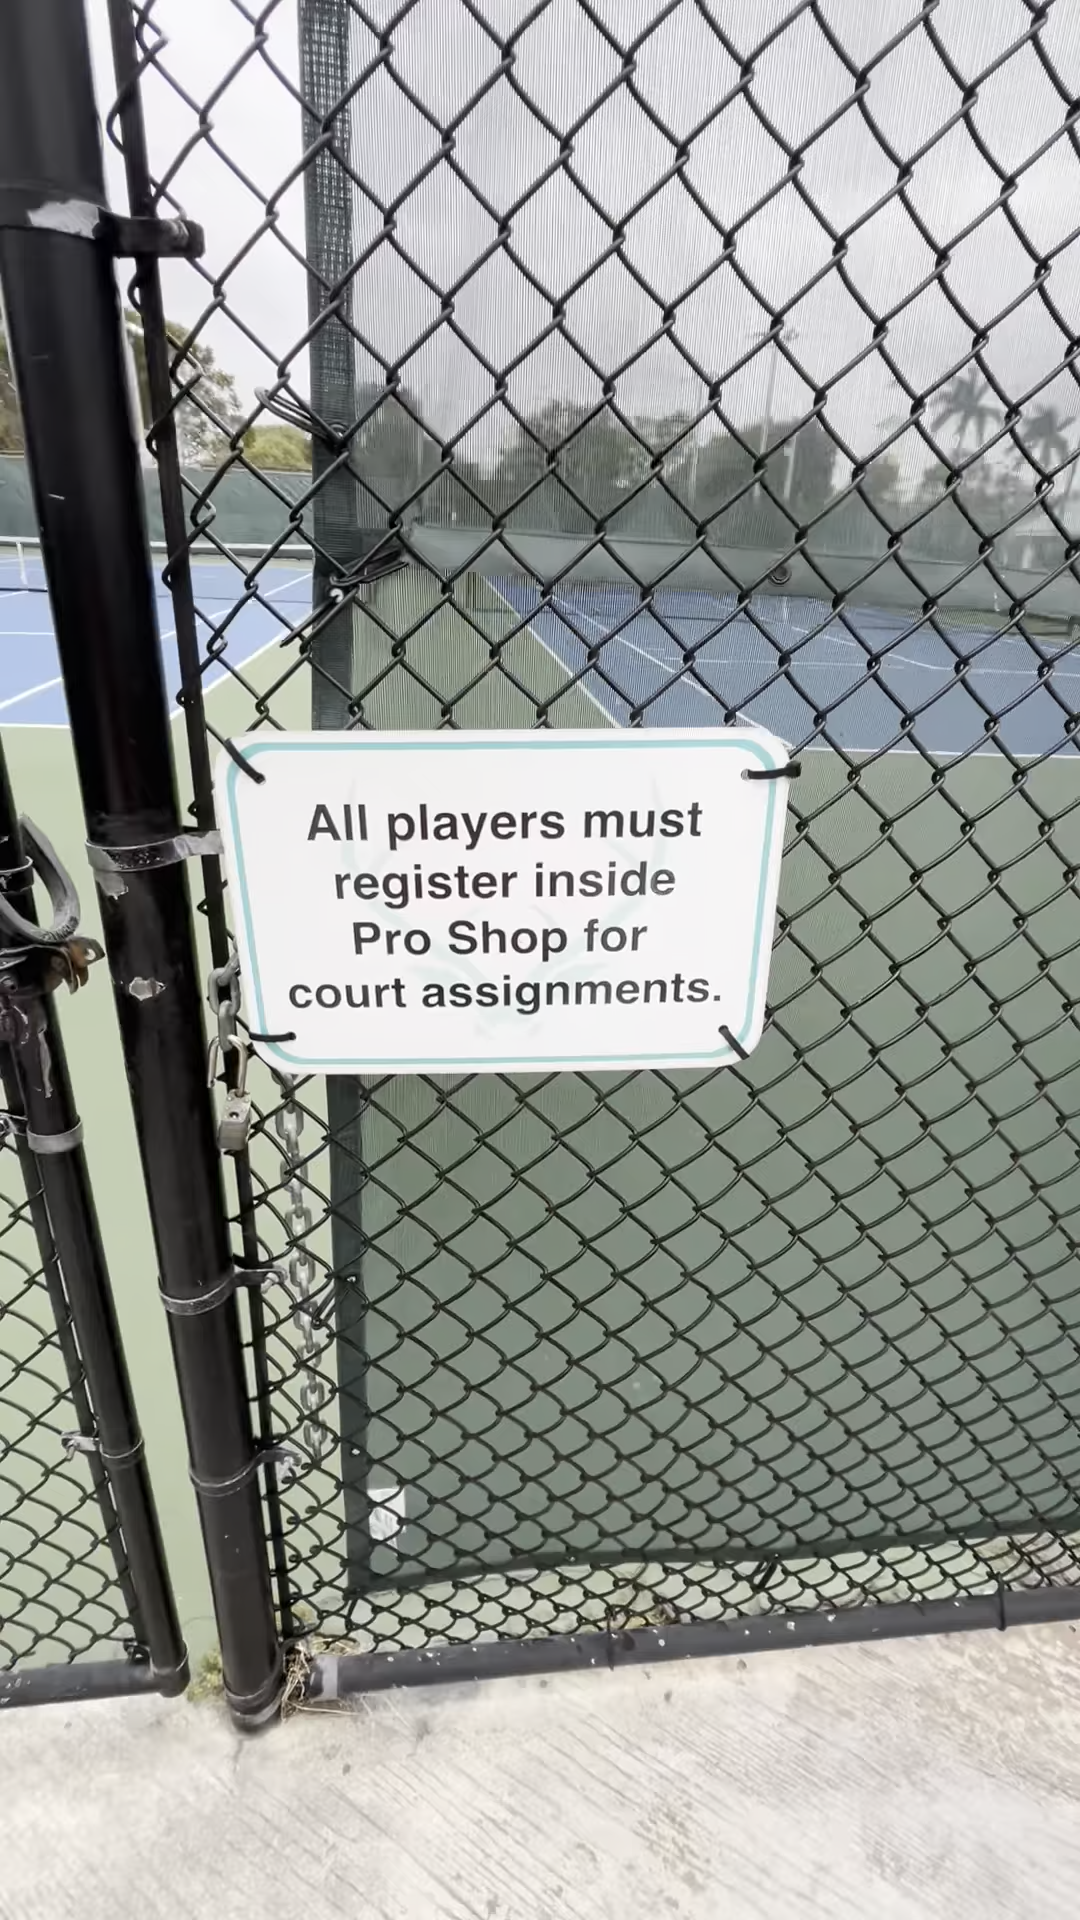 All players must
register inside
Pro Shop for
court assignments.